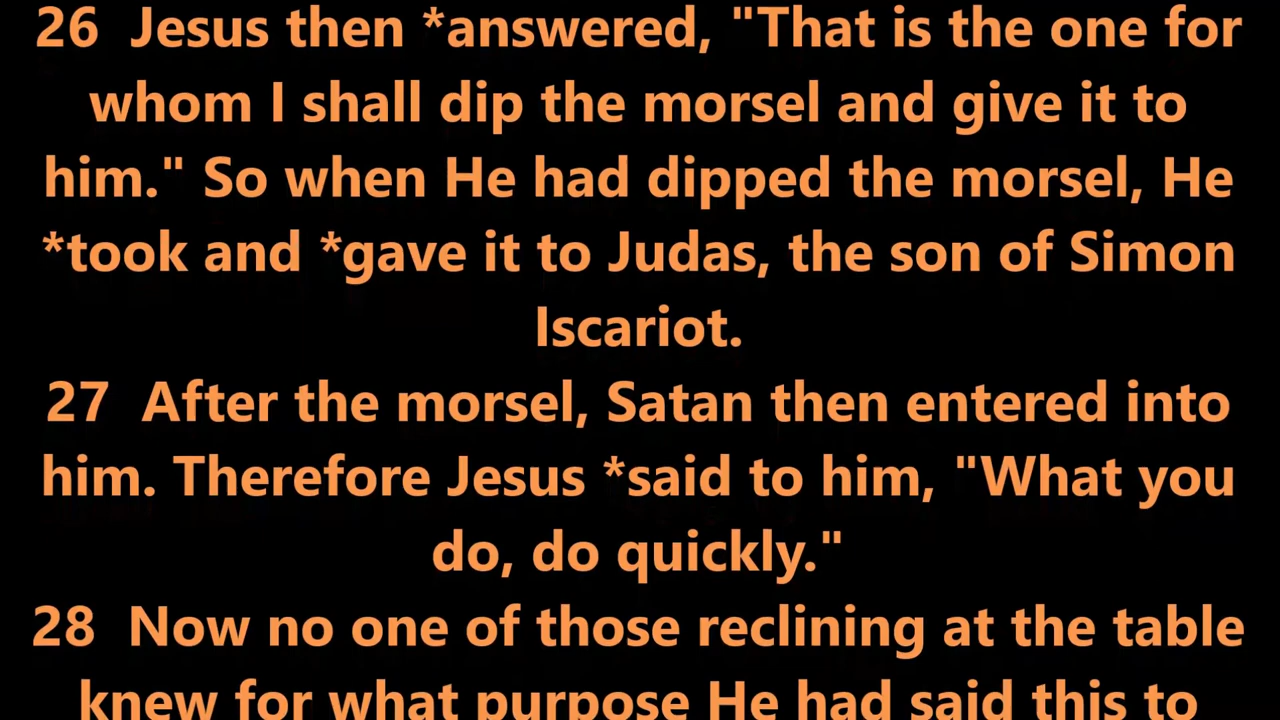 26  Jesus then *answered, "That is the one for
whom I shall dip the morsel and give it to
him." So when He had dipped the morsel, He
*took and *gave it to Judas, the son of Simon
Iscariot.
27  After the morsel, Satan then entered into
him. Therefore Jesus *said to him, "What you
do, do quickly."
28  Now no one of those reclining at the table
knew for what purpose He had said this to